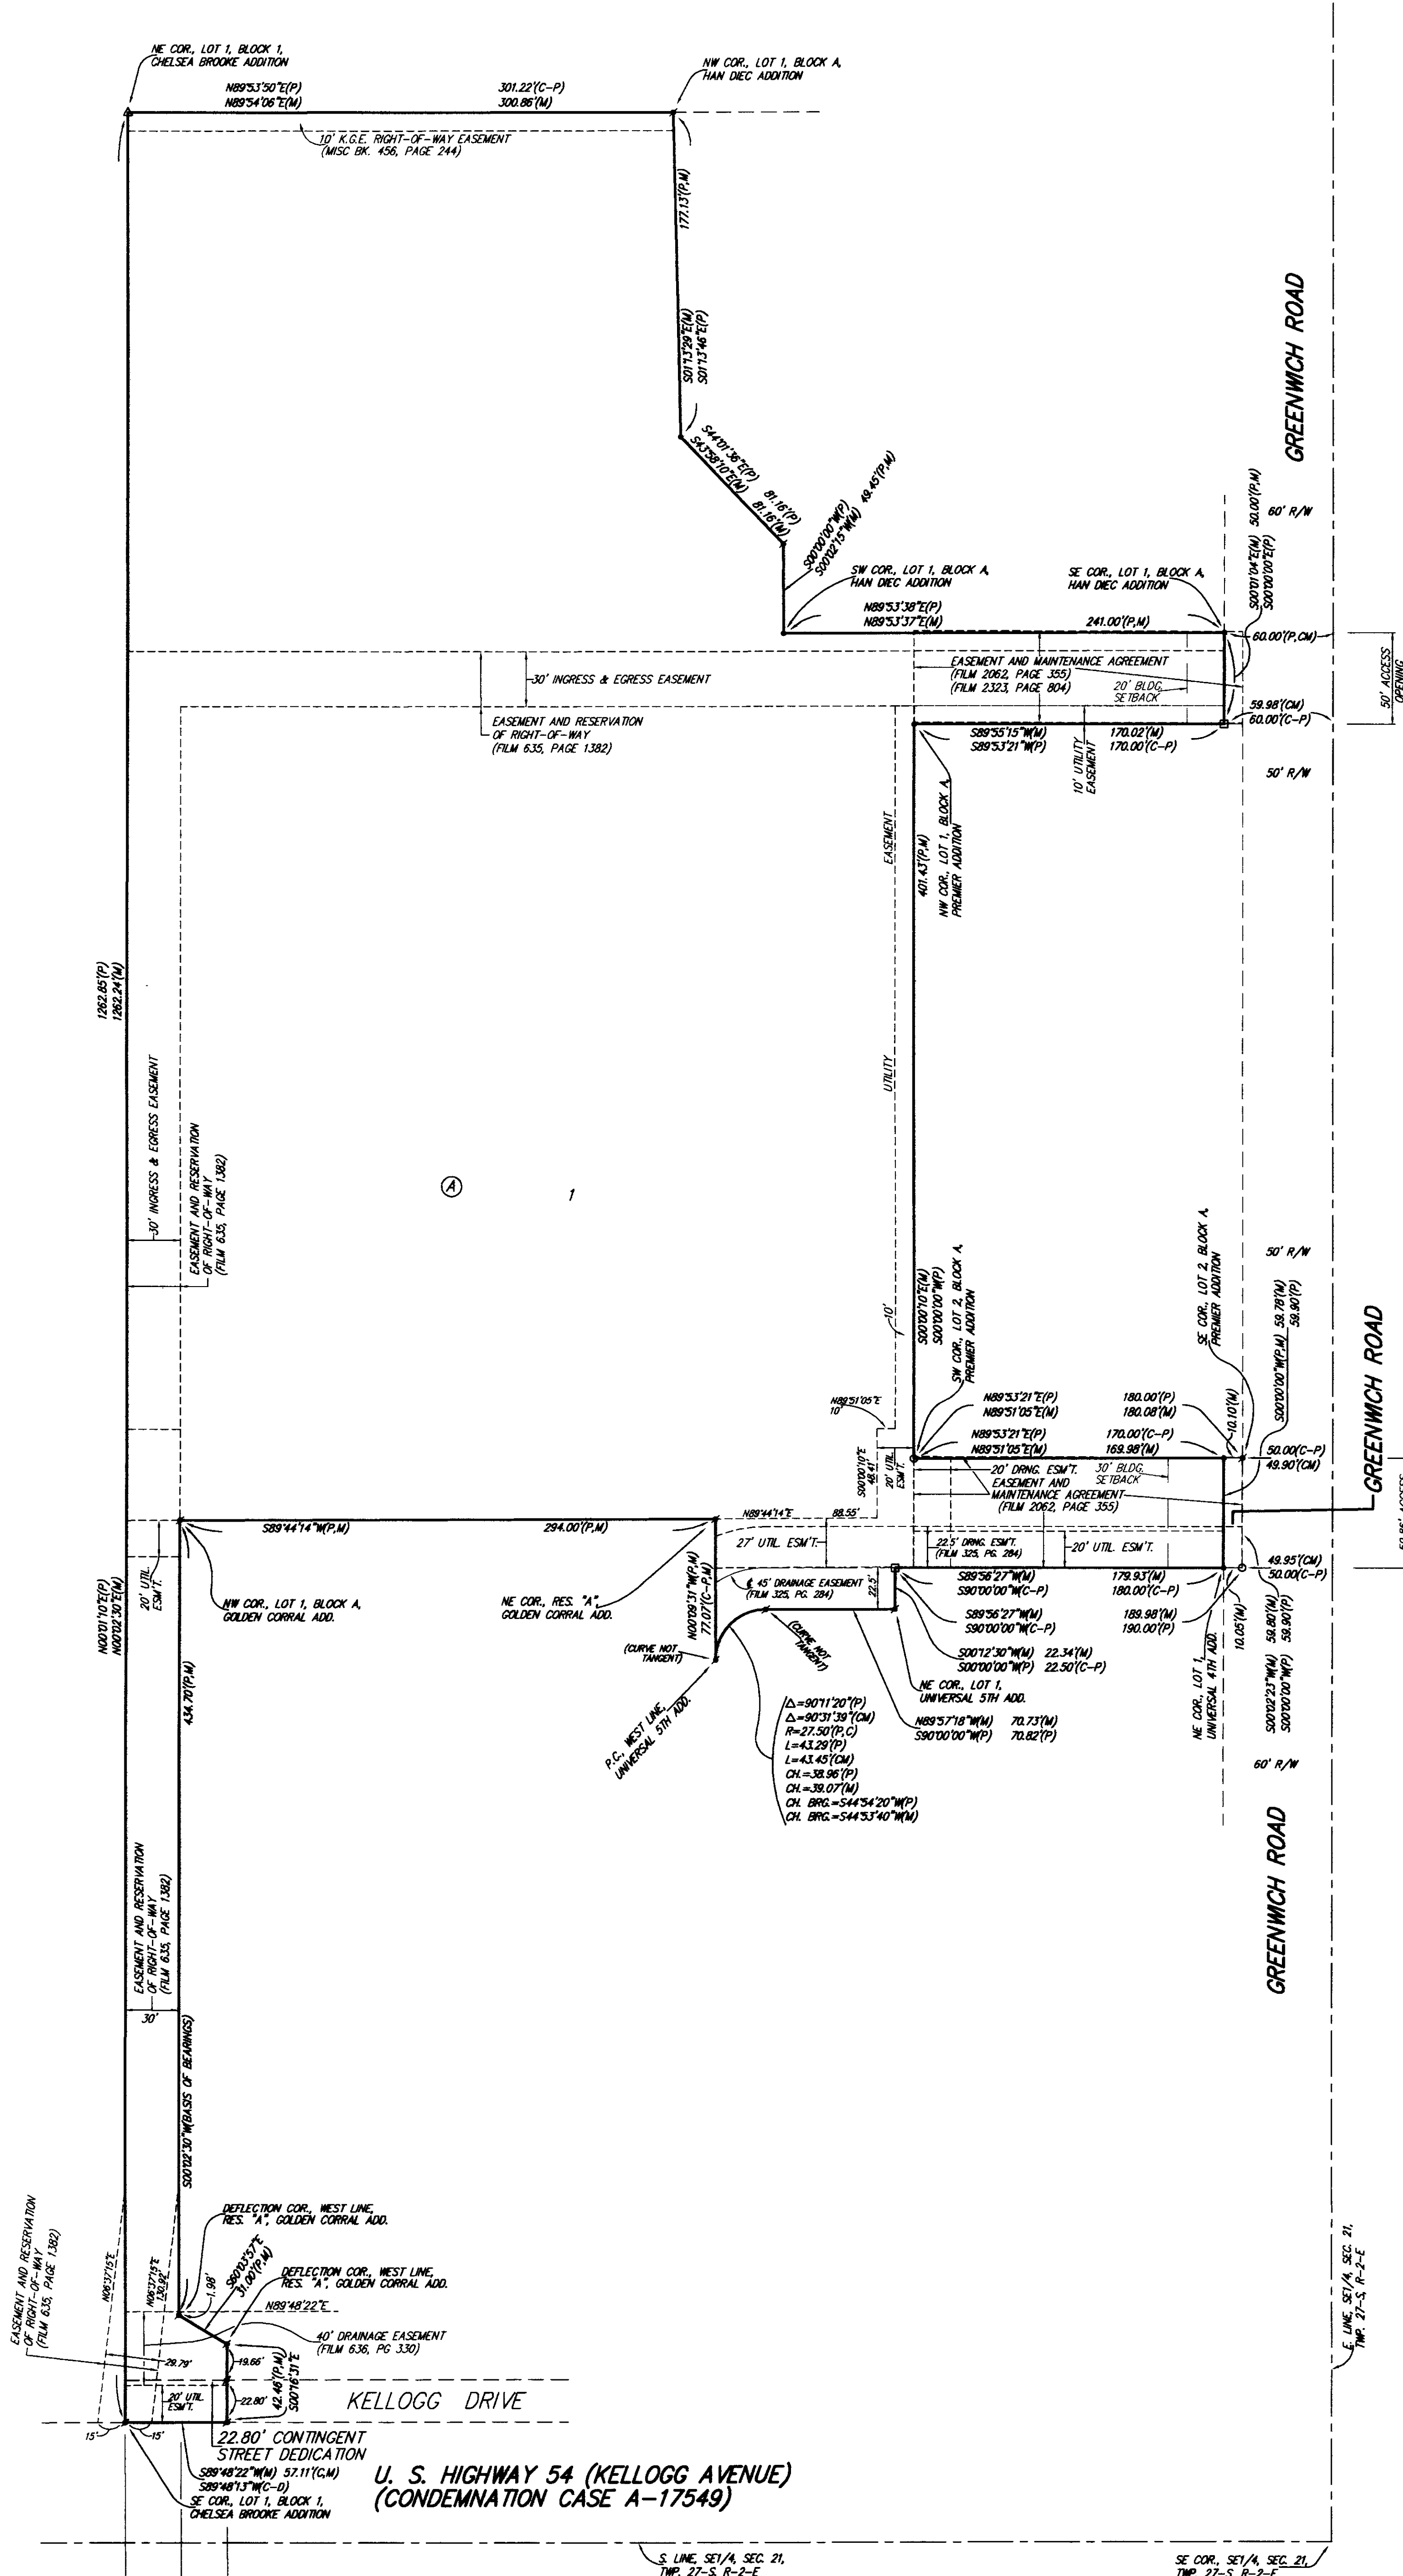 NE COR., LOT 1, BLOCK 1,
CHELSEA BROOKE ADDITION
NW COR., LOT 1, BLOCK A,
HAN DIEC ADDITION
N89°53'50"E(P)
301.22'(C-P)
N89°54'06"E(M)
300.86'(M)
10' K.G.E. RIGHT-OF-WAY EASEMENT
(MISC BK. 456, PAGE 244)
177.13'(P,M)
S01°13'29"E(M)
S01°13'46"E(P)
GREENWICH ROAD
S44°01'36"E(P)
81.16'(P)
S43°58'10"E(M)
81.16'(M)
S00°00'00"W(P)
S00°02'15"W(M) 49.45'(P,M)
60' R/W
S00°01'04"E(M) 50.00'(P,M)
S00°00'00"E(P)
SW COR., LOT 1, BLOCK A,
HAN DIEC ADDITION
SE COR., LOT 1, BLOCK A,
HAN DIEC ADDITION
N89°53'38"E(P)
N89°53'37"E(M)
241.00'(P,M)
60.00'(P,CM)
EASEMENT AND MAINTENANCE AGREEMENT
(FILM 2062, PAGE 355)
(FILM 2323, PAGE 804)
20' BLDG.
SETBACK
50' ACCESS
OPENING
30' INGRESS & EGRESS EASEMENT
EASEMENT AND RESERVATION
OF RIGHT-OF-WAY
(FILM 635, PAGE 1382)
59.98'(CM)
60.00'(C-P)
S89°55'15"W(M)
170.02'(M)
S89°53'21"W(P)
170.00'(C-P)
10' UTILITY
EASEMENT
50' R/W
NW COR., LOT 1, BLOCK A,
PREMIER ADDITION
401.43'(P,M)
EASEMENT
UTILITY
1262.85'(P)
1262.24'(M)
30' INGRESS & EGRESS EASEMENT
EASEMENT AND RESERVATION
OF RIGHT-OF-WAY
(FILM 635, PAGE 1382)
A
1
10'
S00°00'10"E(M)
S00°00'00"W(P)
SW COR., LOT 2, BLOCK A,
PREMIER ADDITION
SE COR., LOT 2, BLOCK A,
PREMIER ADDITION
50' R/W
S00°00'00"W(P,M) 59.78'(M)
59.90'(P)
GREENWICH ROAD
N89°51'05"E
10'
N89°53'21"E(P)
180.00'(P)
N89°51'05"E(M)
180.08'(M)
10.10'(M)
N89°53'21"E(P)
170.00'(C-P)
N89°51'05"E(M)
169.98'(M)
50.00(C-P)
49.90'(CM)
S00°00'10"E
48.41'
20' UTIL.
ESM'T.
20' DRNG. ESM'T.
EASEMENT AND
MAINTENANCE AGREEMENT
(FILM 2062, PAGE 355)
30' BLDG.
SETBACK
S89°44'14"W(P,M)
294.00'(P,M)
N89°44'14"E
88.55'
27' UTIL. ESM'T.
22.5' DRNG. ESM'T.
(FILM 325, PG. 284)
20' UTIL. ESM'T.
49.95'(CM)
50.00'(C-P)
20' UTIL.
ESM'T.
NW COR., LOT 1, BLOCK A,
GOLDEN CORRAL ADD.
NE COR., RES. "A",
GOLDEN CORRAL ADD.
N00°09'31"W(P,M)
77.07'(C-P,M)
℄ 45' DRAINAGE EASEMENT
(FILM 325, PG. 284)
22.5'
S89°56'27"W(M)
179.93'(M)
S90°00'00"W(C-P)
180.00'(C-P)
S89°56'27"W(M)
189.98'(M)
S90°00'00"W(C-P)
190.00'(P)
10.05'(M)
N00°01'10"E(P)
N00°02'30"E(M)
(CURVE NOT
TANGENT)
(CURVE NOT
TANGENT)
S00°12'30"W(M) 22.34'(M)
S00°00'00"W(P) 22.50'(C-P)
NE COR., LOT 1,
UNIVERSAL 5TH ADD.
NE COR., LOT 1,
UNIVERSAL 4TH ADD.
S00°02'23"W(M) 59.80'(M)
S00°00'00"W(P) 59.90'(P)
434.70'(P,M)
P.C., WEST LINE,
UNIVERSAL 5TH ADD.
N89°57'18"W(M) 70.73'(M)
S90°00'00"W(P) 70.82'(P)
Δ=90°11'20"(P)
Δ=90°31'39"(CM)
R=27.50'(P,C)
L=43.29'(P)
L=43.45'(CM)
CH.=38.96'(P)
CH.=39.07'(M)
CH. BRG.=S44°54'20"W(P)
CH. BRG.=S44°53'40"W(M)
60' R/W
GREENWICH ROAD
EASEMENT AND RESERVATION
OF RIGHT-OF-WAY
(FILM 635, PAGE 1382)
30'
S00°02'30"W(BASIS OF BEARINGS)
EASEMENT AND RESERVATION
OF RIGHT-OF-WAY
(FILM 635, PAGE 1382)
N06°37'15"E
N06°37'15"E
130.92'
DEFLECTION COR., WEST LINE,
RES. "A", GOLDEN CORRAL ADD.
1.98'
S60°03'57"E
31.00'(P,M)
DEFLECTION COR., WEST LINE,
RES. "A", GOLDEN CORRAL ADD.
N89°48'22"E
40' DRAINAGE EASEMENT
(FILM 636, PG 330)
29.79'
19.66'
42.46'(P,M)
S00°16'31"E
20' UTIL.
ESM'T.
22.80'
KELLOGG DRIVE
15'
15'
22.80' CONTINGENT
STREET DEDICATION
S89°48'22"W(M) 57.11'(C,M)
S89°48'13"W(C-D)
SE COR., LOT 1, BLOCK 1,
CHELSEA BROOKE ADDITION
U. S. HIGHWAY 54 (KELLOGG AVENUE)
(CONDEMNATION CASE A-17549)
E. LINE, SE1/4, SEC. 21,
TWP. 27-S, R-2-E
S. LINE, SE1/4, SEC. 21,
TWP. 27-S, R-2-E
SE COR., SE1/4, SEC. 21,
TWP. 27-S, R-2-E